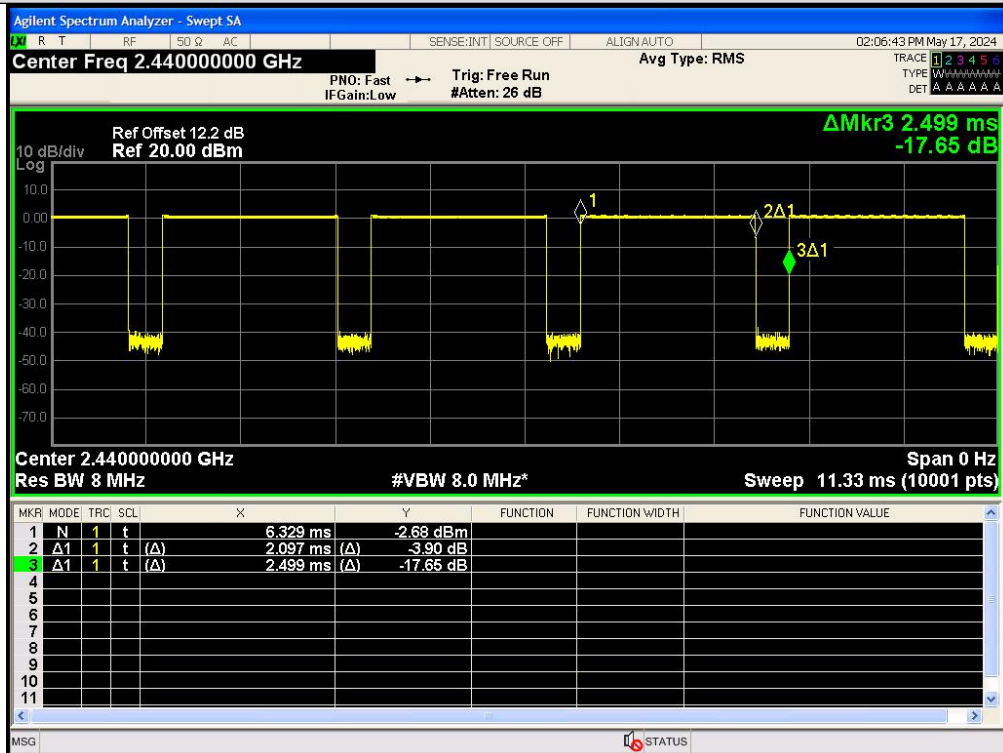 Agilent Spectrum Analyzer - Swept SA
LXI R T RF 50 Ω AC SENSE:INT SOURCE OFF ALIGN AUTO 02:06:43 PM May 17, 2024
Center Freq 2.440000000 GHz
PNO: Fast
IFGain:Low
Trig: Free Run
#Atten: 26 dB
Avg Type: RMS
TRACE 1 2 3 4 5 6
TYPE W
DET A A A A A A
ΔMkr3 2.499 ms
-17.65 dB
10 dB/div
Log
Ref Offset 12.2 dB
Ref 20.00 dBm
10.0
0.00
-10.0
-20.0
-30.0
-40.0
-50.0
-60.0
-70.0
1
2Δ1
3Δ1
Center 2.440000000 GHz Span 0 Hz
Res BW 8 MHz #VBW 8.0 MHz* Sweep 11.33 ms (10001 pts)
MKR MODE TRC SCL X Y FUNCTION FUNCTION WIDTH FUNCTION VALUE
1 N 1 t 6.329 ms -2.68 dBm
2 Δ1 1 t (Δ) 2.097 ms (Δ) -3.90 dB
3 Δ1 1 t (Δ) 2.499 ms (Δ) -17.65 dB
4
5
6
7
8
9
10
11
MSG STATUS